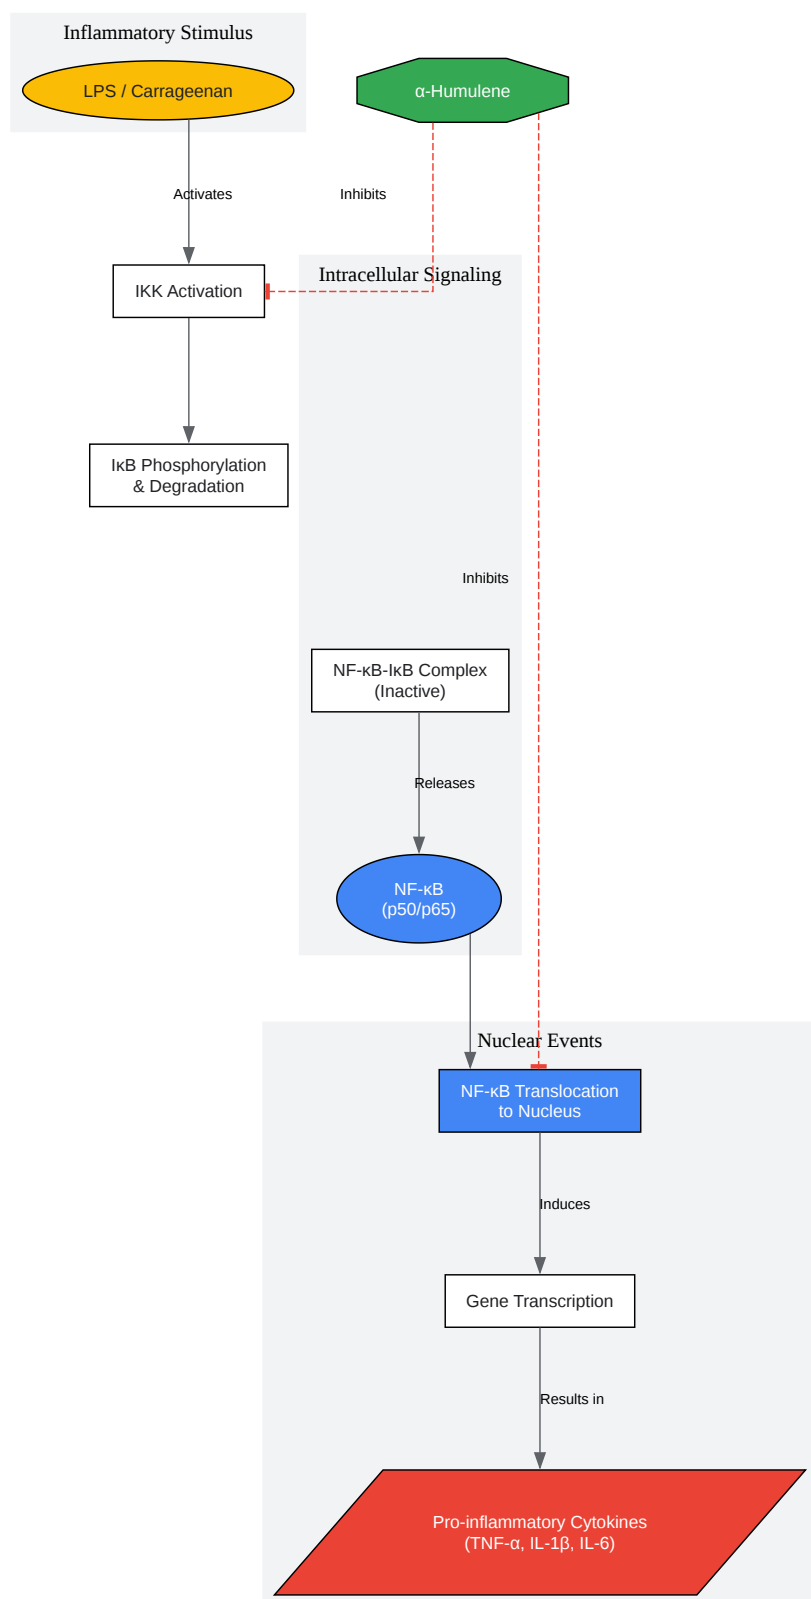 Inflammatory Stimulus
LPS / Carrageenan
α-Humulene
Activates
Inhibits
Intracellular Signaling
IKK Activation
IκB Phosphorylation
& Degradation
Inhibits
NF-κB-IκB Complex
(Inactive)
Releases
NF-κB
(p50/p65)
Nuclear Events
NF-κB Translocation
to Nucleus
Induces
Gene Transcription
Results in
Pro-inflammatory Cytokines
(TNF-α, IL-1β, IL-6)